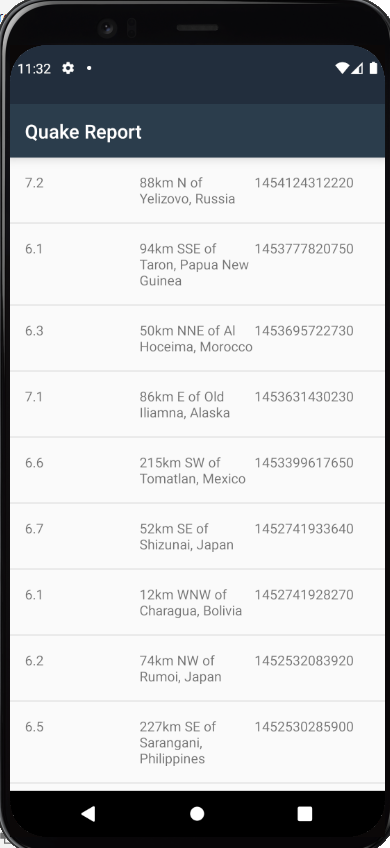 11:32
Quake Report
7.2 88km N of 1454124312220
Yelizovo, Russia
6.1 94km SSE of 1453777820750
Taron, Papua New
Guinea
6.3 50km NNE of Al 1453695722730
Hoceima, Morocco
7.1 86km E of Old 1453631430230
Iliamna, Alaska
6.6 215km SW of 1453399617650
Tomatlan, Mexico
6.7 52km SE of 1452741933640
Shizunai, Japan
6.1 12km WNW of 1452741928270
Charagua, Bolivia
6.2 74km NW of 1452532083920
Rumoi, Japan
6.5 227km SE of 1452530285900
Sarangani,
Philippines